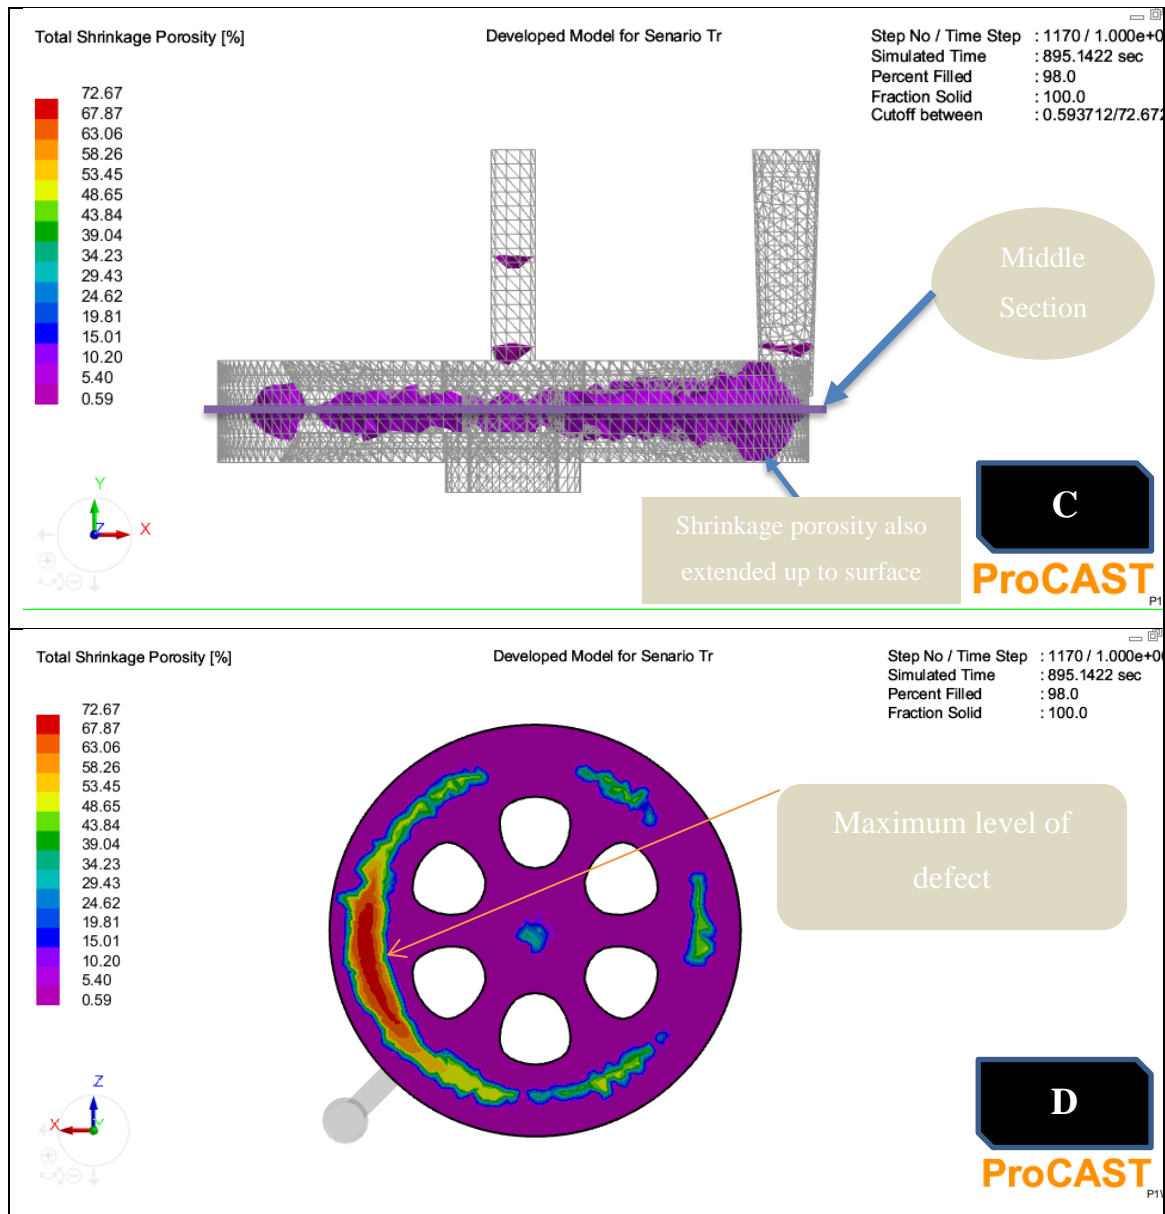 Total Shrinkage Porosity [%]
Developed Model for Senario Tr
Step No / Time Step : 1170 / 1.000e+0
Simulated Time : 895.1422 sec
Percent Filled : 98.0
Fraction Solid : 100.0
Cutoff between : 0.593712/72.672
72.67
67.87
63.06
58.26
53.45
48.65
43.84
39.04
34.23
29.43
24.62
19.81
15.01
10.20
5.40
0.59
Middle
Section
Shrinkage porosity also
extended up to surface
Y
Z
X
C
ProCAST
P1
Total Shrinkage Porosity [%]
Developed Model for Senario Tr
Step No / Time Step : 1170 / 1.000e+0
Simulated Time : 895.1422 sec
Percent Filled : 98.0
Fraction Solid : 100.0
72.67
67.87
63.06
58.26
53.45
48.65
43.84
39.04
34.23
29.43
24.62
19.81
15.01
10.20
5.40
0.59
Maximum level of
defect
Z
X
Y
D
ProCAST
P1